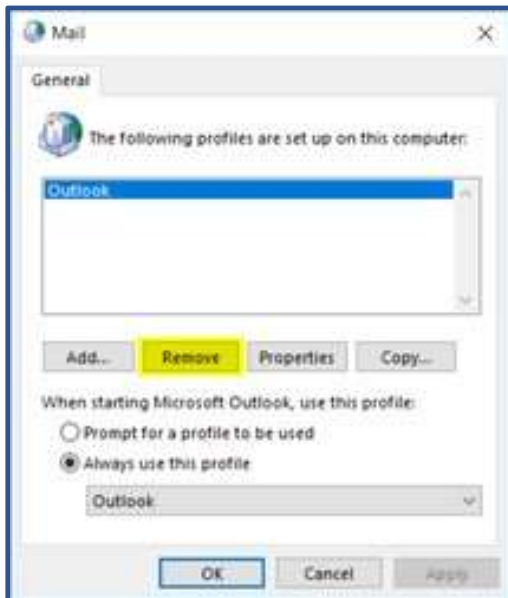 Mail
General
The following profiles are set up on this computer:
Outlook
Add... Remove Properties Copy...
When starting Microsoft Outlook, use this profile:
Prompt for a profile to be used
Always use this profile
Outlook
OK Cancel Apply